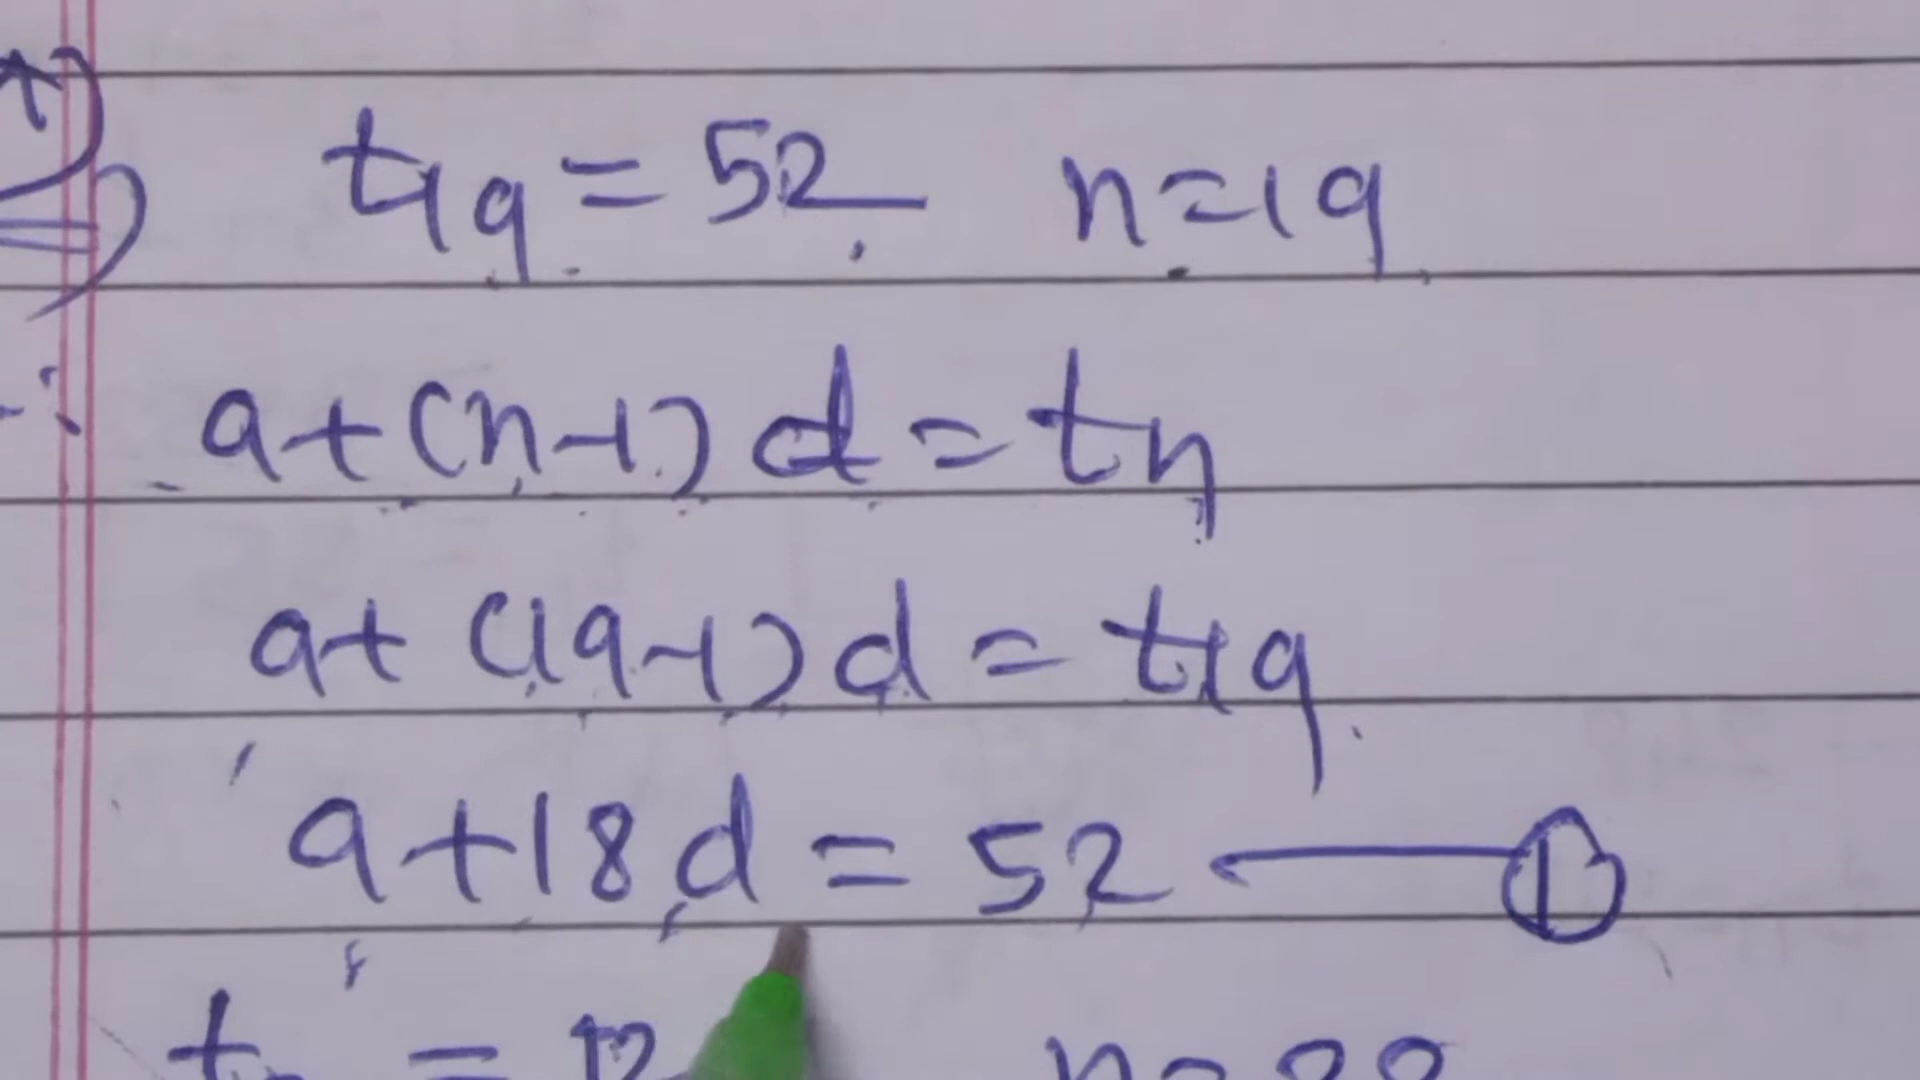 t19 = 52 n=19
∴ a+(n-1)d=tn
a+(19-1)d=t19
a+18d=52 ← ①